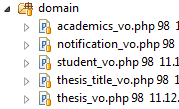 domain
academics_vo.php 98 1
notification_vo.php 98
student_vo.php 98 11.
thesis_title_vo.php 98
thesis_vo.php 98 11.12